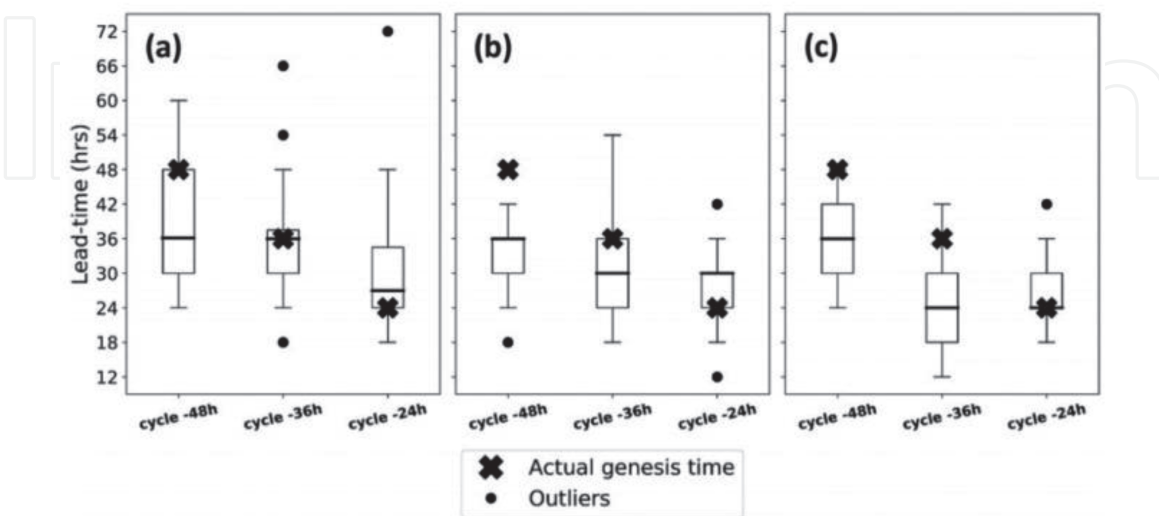 (a) (b) (c)
72
66
60
54
48
42
36
30
24
18
12
Lead-time (hrs)
cycle -48h cycle -36h cycle -24h cycle -48h cycle -36h cycle -24h cycle -48h cycle -36h cycle -24h
Actual genesis time
Outliers